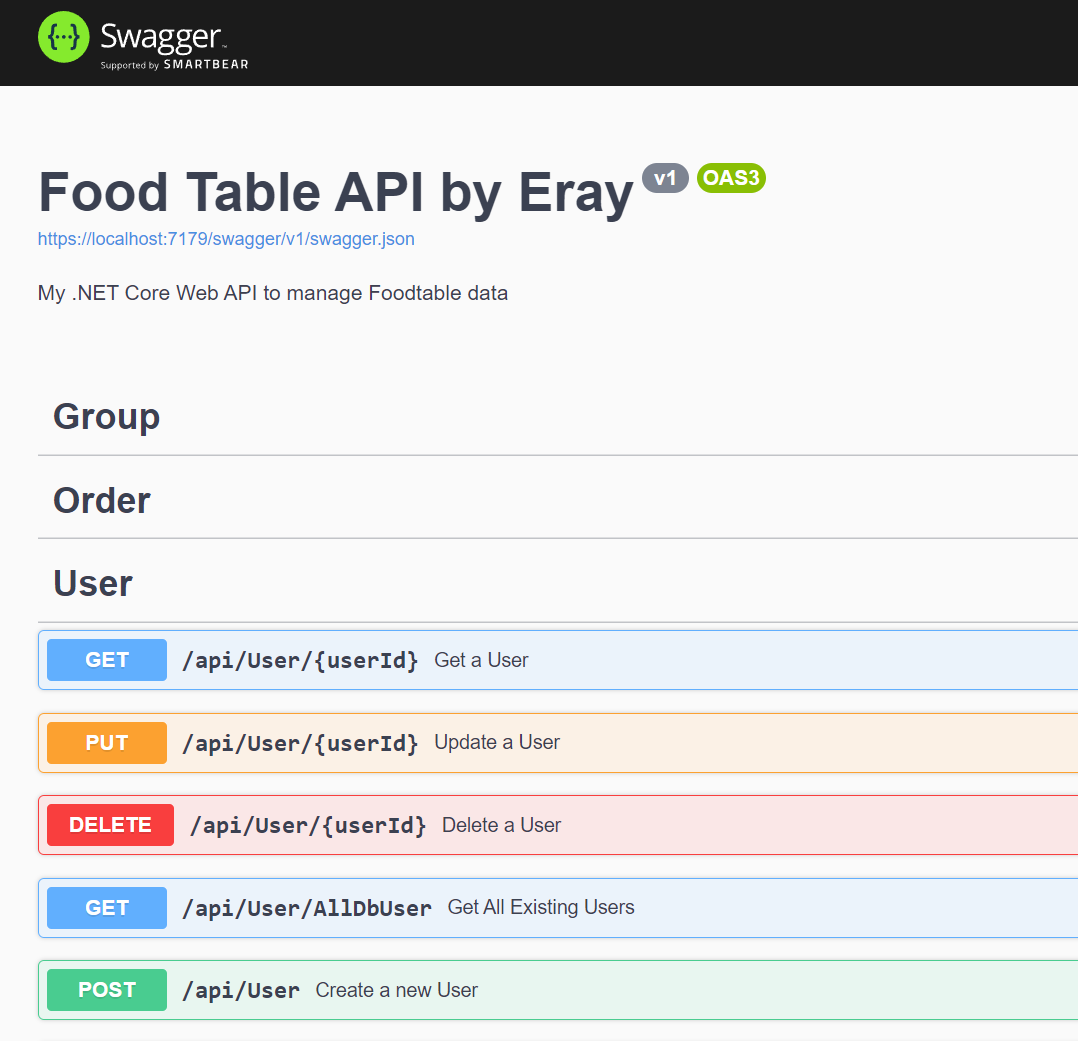 {···} Swagger™
Supported by SMARTBEAR
Food Table API by Eray v1 OAS3
https://localhost:7179/swagger/v1/swagger.json
My .NET Core Web API to manage Foodtable data
Group
Order
User
GET /api/User/{userId} Get a User
PUT /api/User/{userId} Update a User
DELETE /api/User/{userId} Delete a User
GET /api/User/AllDbUser Get All Existing Users
POST /api/User Create a new User